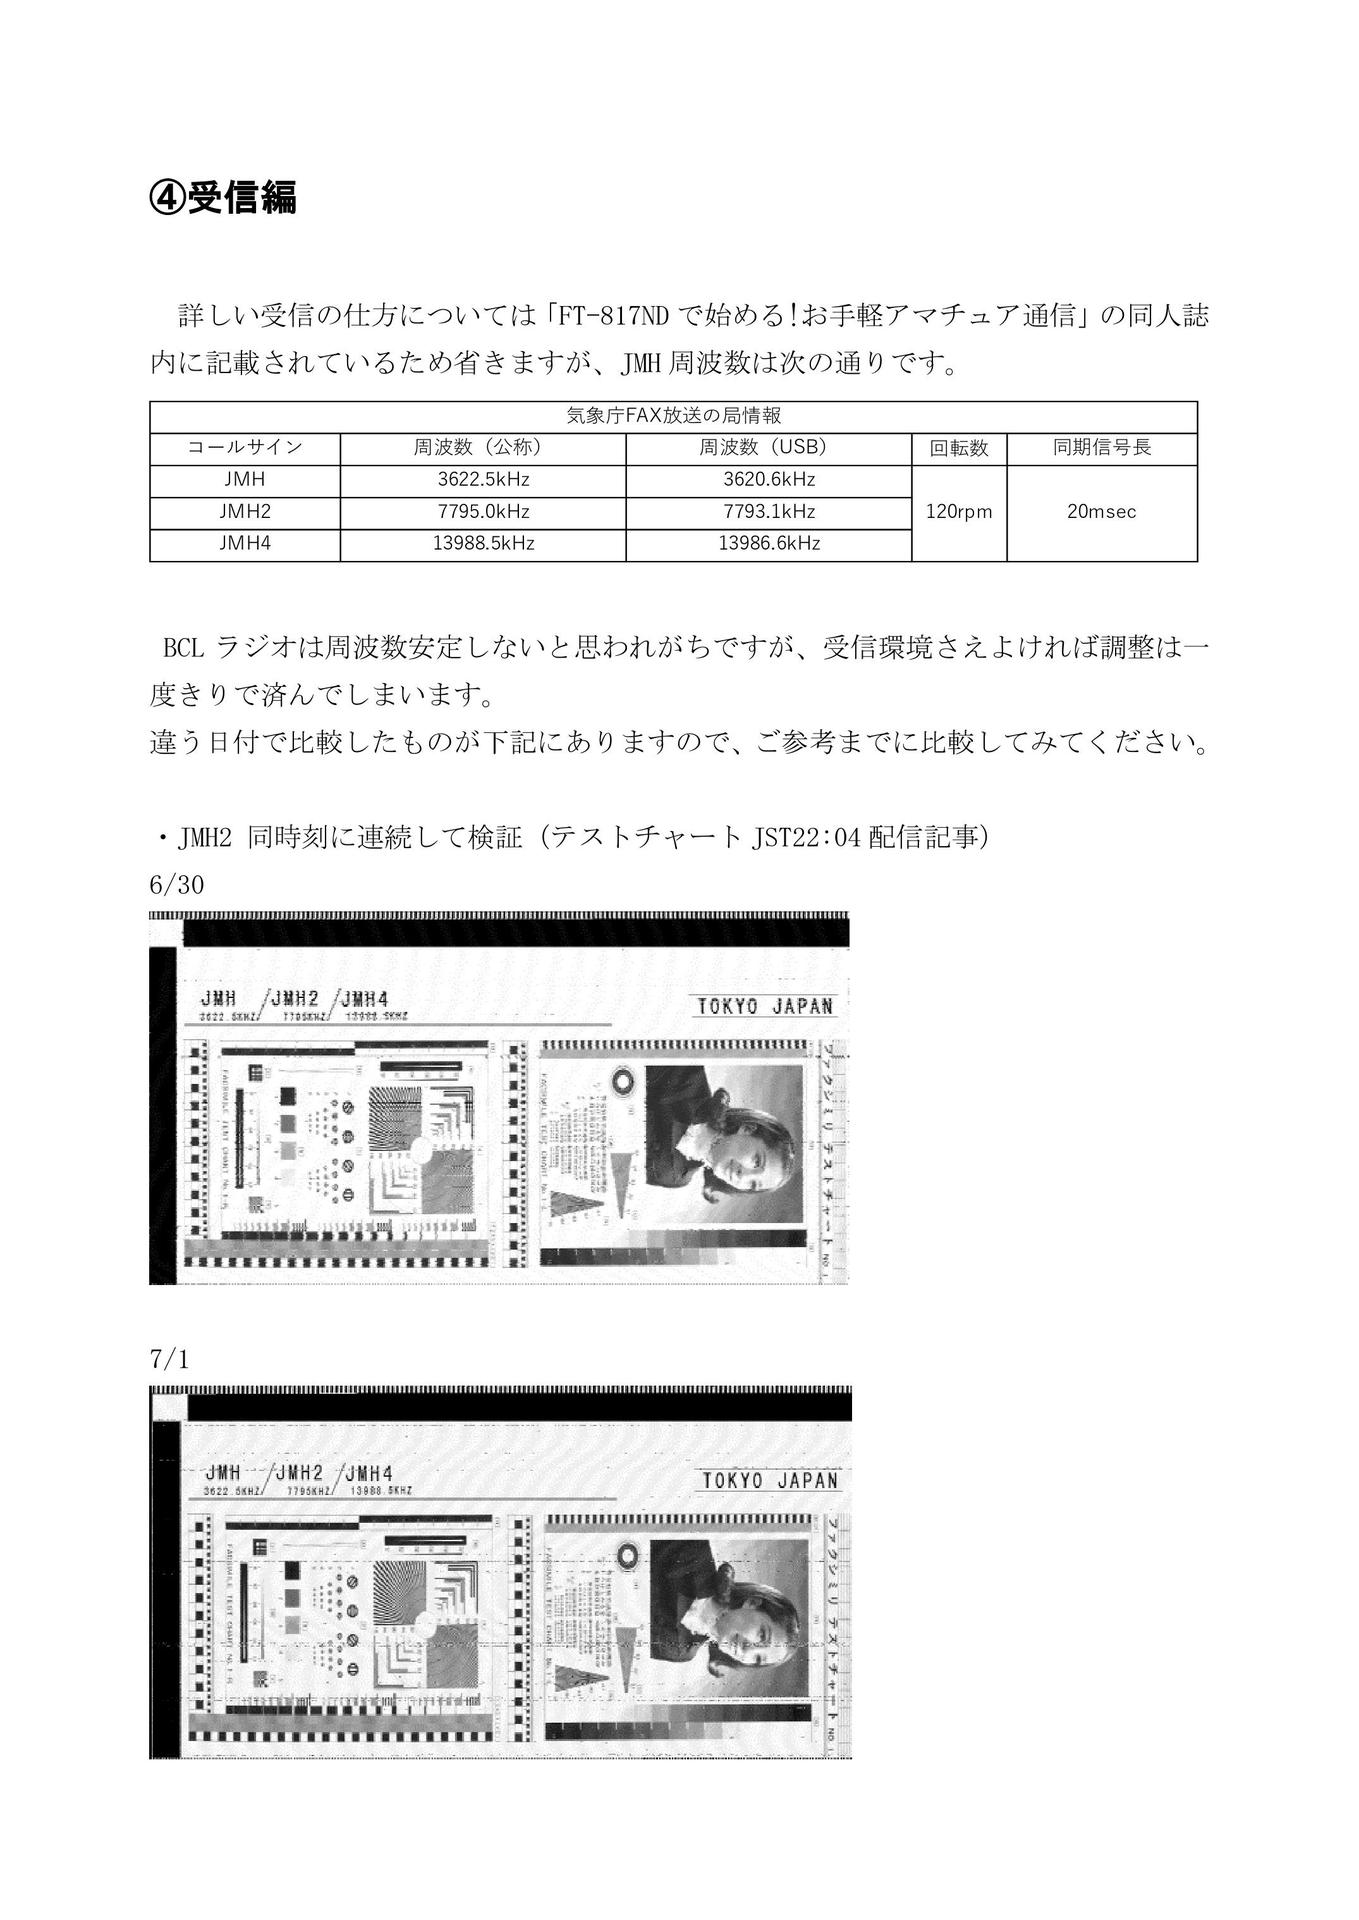 ④受信編
詳しい受信の仕方については「FT-817NDで始める!お手軽アマチュア通信」の同人誌
内に記載されているため省きますが、JMH周波数は次の通りです。
気象庁FAX放送の局情報
コールサイン 周波数（公称） 周波数（USB） 回転数 同期信号長
JMH 3622.5kHz 3620.6kHz 120rpm 20msec
JMH2 7795.0kHz 7793.1kHz
JMH4 13988.5kHz 13986.6kHz
BCLラジオは周波数安定しないと思われがちですが、受信環境さえよければ調整は一
度きりで済んでしまいます。
違う日付で比較したものが下記にありますので、ご参考までに比較してみてください。
・JMH2 同時刻に連続して検証（テストチャートJST22:04配信記事）
6/30
JMH /JMH2 /JMH4
3622.5KHZ/ 7795KHZ/ 13988.5KHZ
TOKYO JAPAN
FACSIMILE TEST CHART
FACSIMILE TEST CHART No.1
ファクシミリ テストチャート NO.1
7/1
JMH /JMH2 /JMH4
3622.5KHZ/ 7795KHZ/ 13988.5KHZ
TOKYO JAPAN
FACSIMILE TEST CHART
FACSIMILE TEST CHART
ファクシミリ テストチャート NO.1